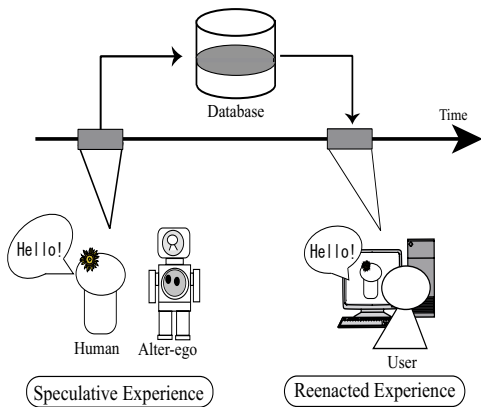 Database
Time
Hello!
Hello!
Human
Alter-ego
User
Speculative Experience
Reenacted Experience